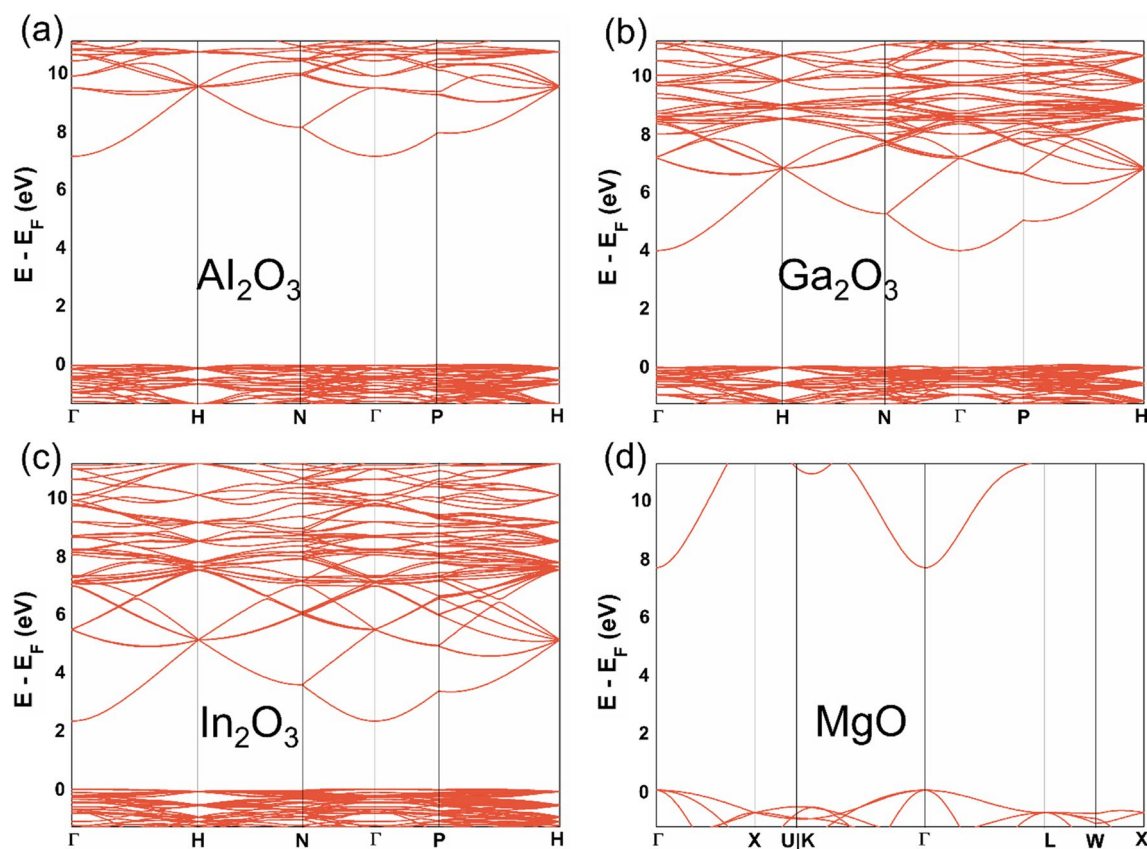 (a)
E - E_F (eV)
10
8
6
4
2
0
Al₂O₃
Γ H N Γ P H
(b)
E - E_F (eV)
10
8
6
4
2
0
Ga₂O₃
Γ H N Γ P H
(c)
E - E_F (eV)
10
8
6
4
2
0
In₂O₃
Γ H N Γ P H
(d)
E - E_F (eV)
10
8
6
4
2
0
MgO
Γ X U|K Γ L W X